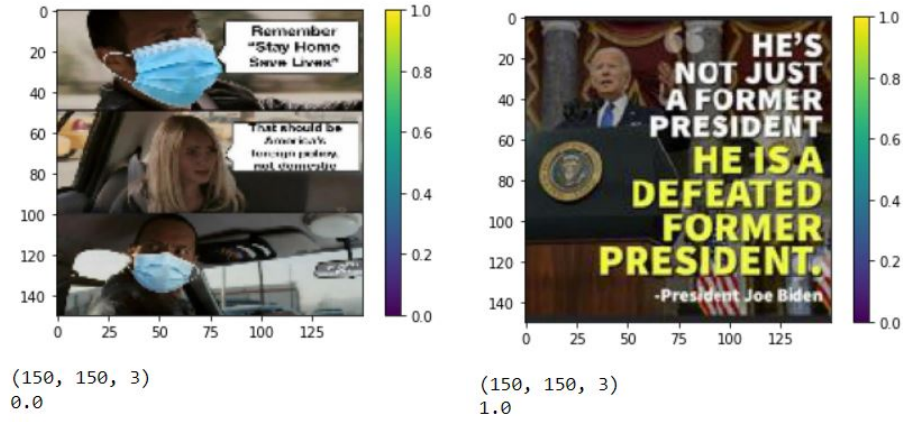 0
20
40
60
80
100
120
140
0 25 50 75 100 125
1.0
0.8
0.6
0.4
0.2
0.0
Remember
"Stay Home
Save Lives"
That should be
America's
foreign policy,
not domestic
(150, 150, 3)
0.0
0
20
40
60
80
100
120
140
0 25 50 75 100 125
1.0
0.8
0.6
0.4
0.2
0.0
HE'S
NOT JUST
A FORMER
PRESIDENT
HE IS A
DEFEATED
FORMER
PRESIDENT.
-President Joe Biden
(150, 150, 3)
1.0